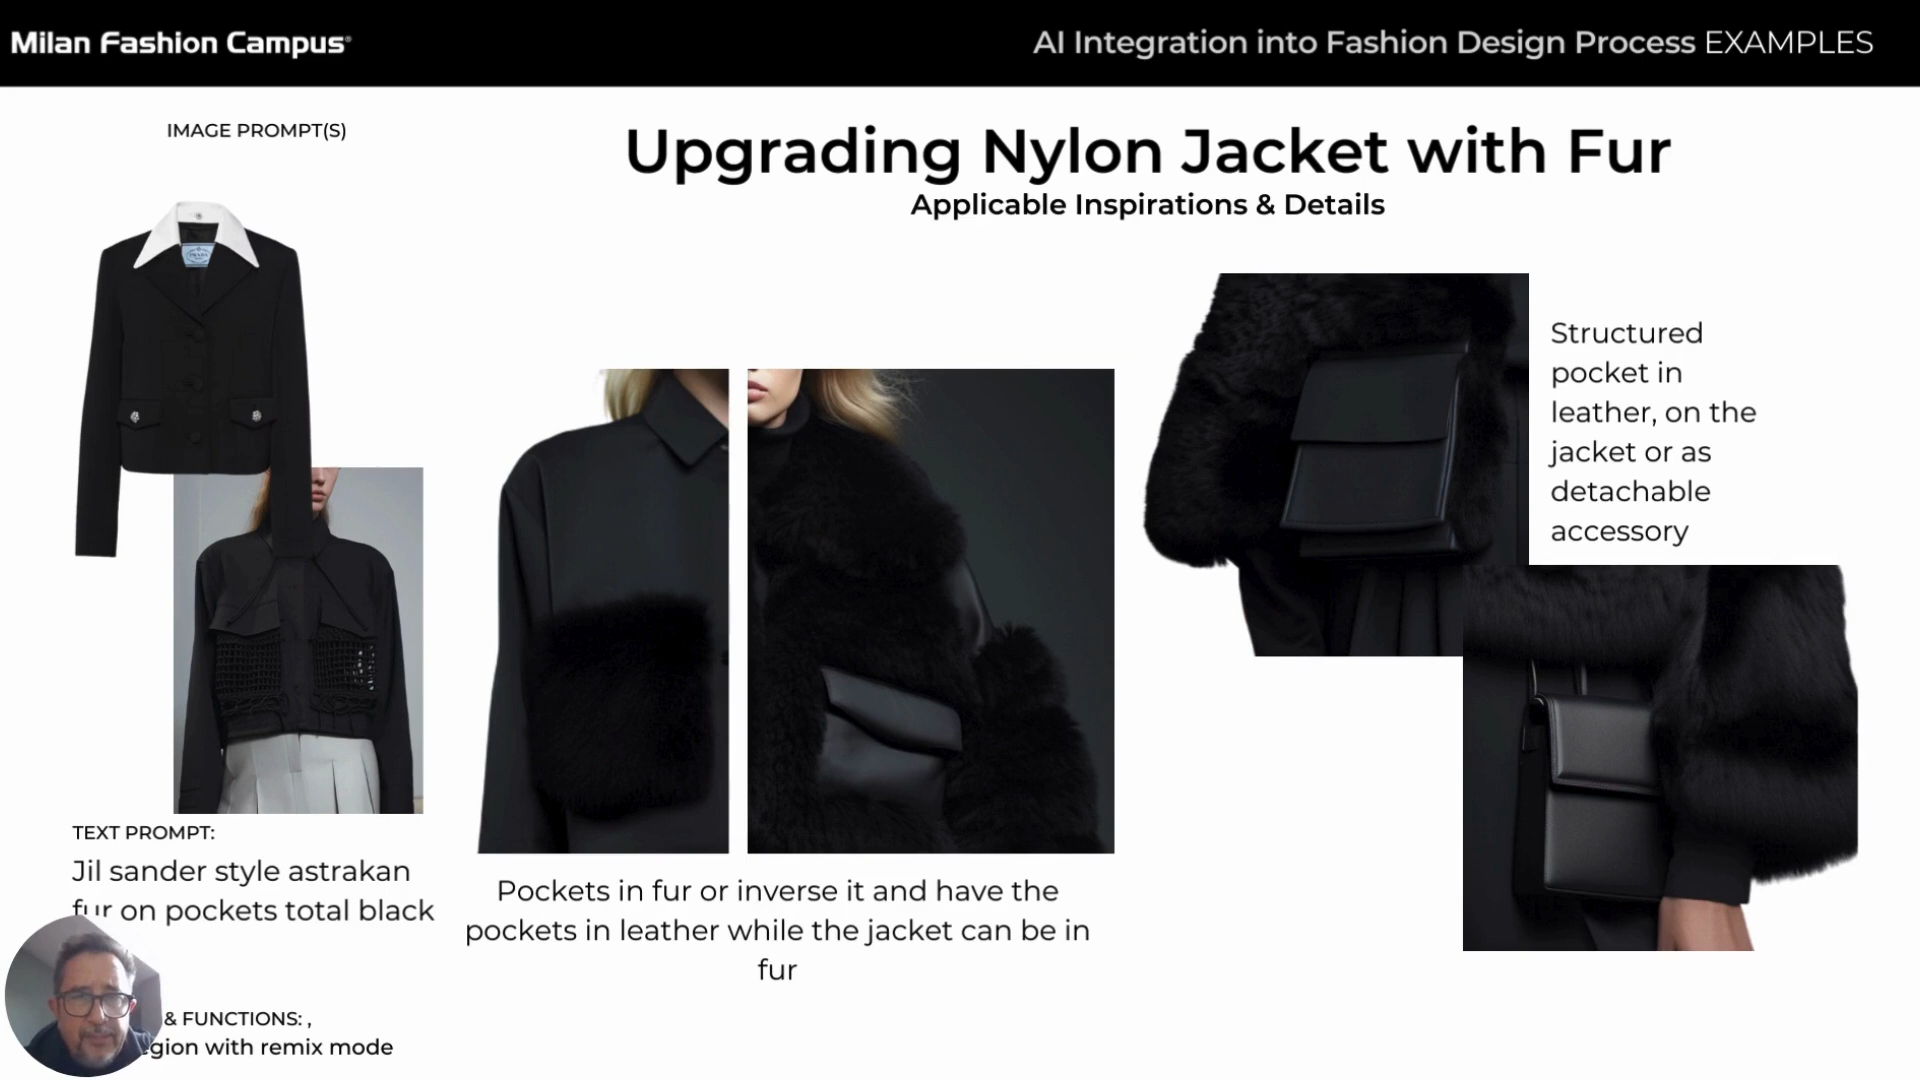 Milan Fashion Campus®
AI Integration into Fashion Design Process EXAMPLES
IMAGE PROMPT(S)
Upgrading Nylon Jacket with Fur
Applicable Inspirations & Details
Structured
pocket in
leather, on the
jacket or as
detachable
accessory
TEXT PROMPT:
Jil sander style astrakan
fur on pockets total black
Pockets in fur or inverse it and have the
pockets in leather while the jacket can be in
fur
& FUNCTIONS: ,
with remix mode